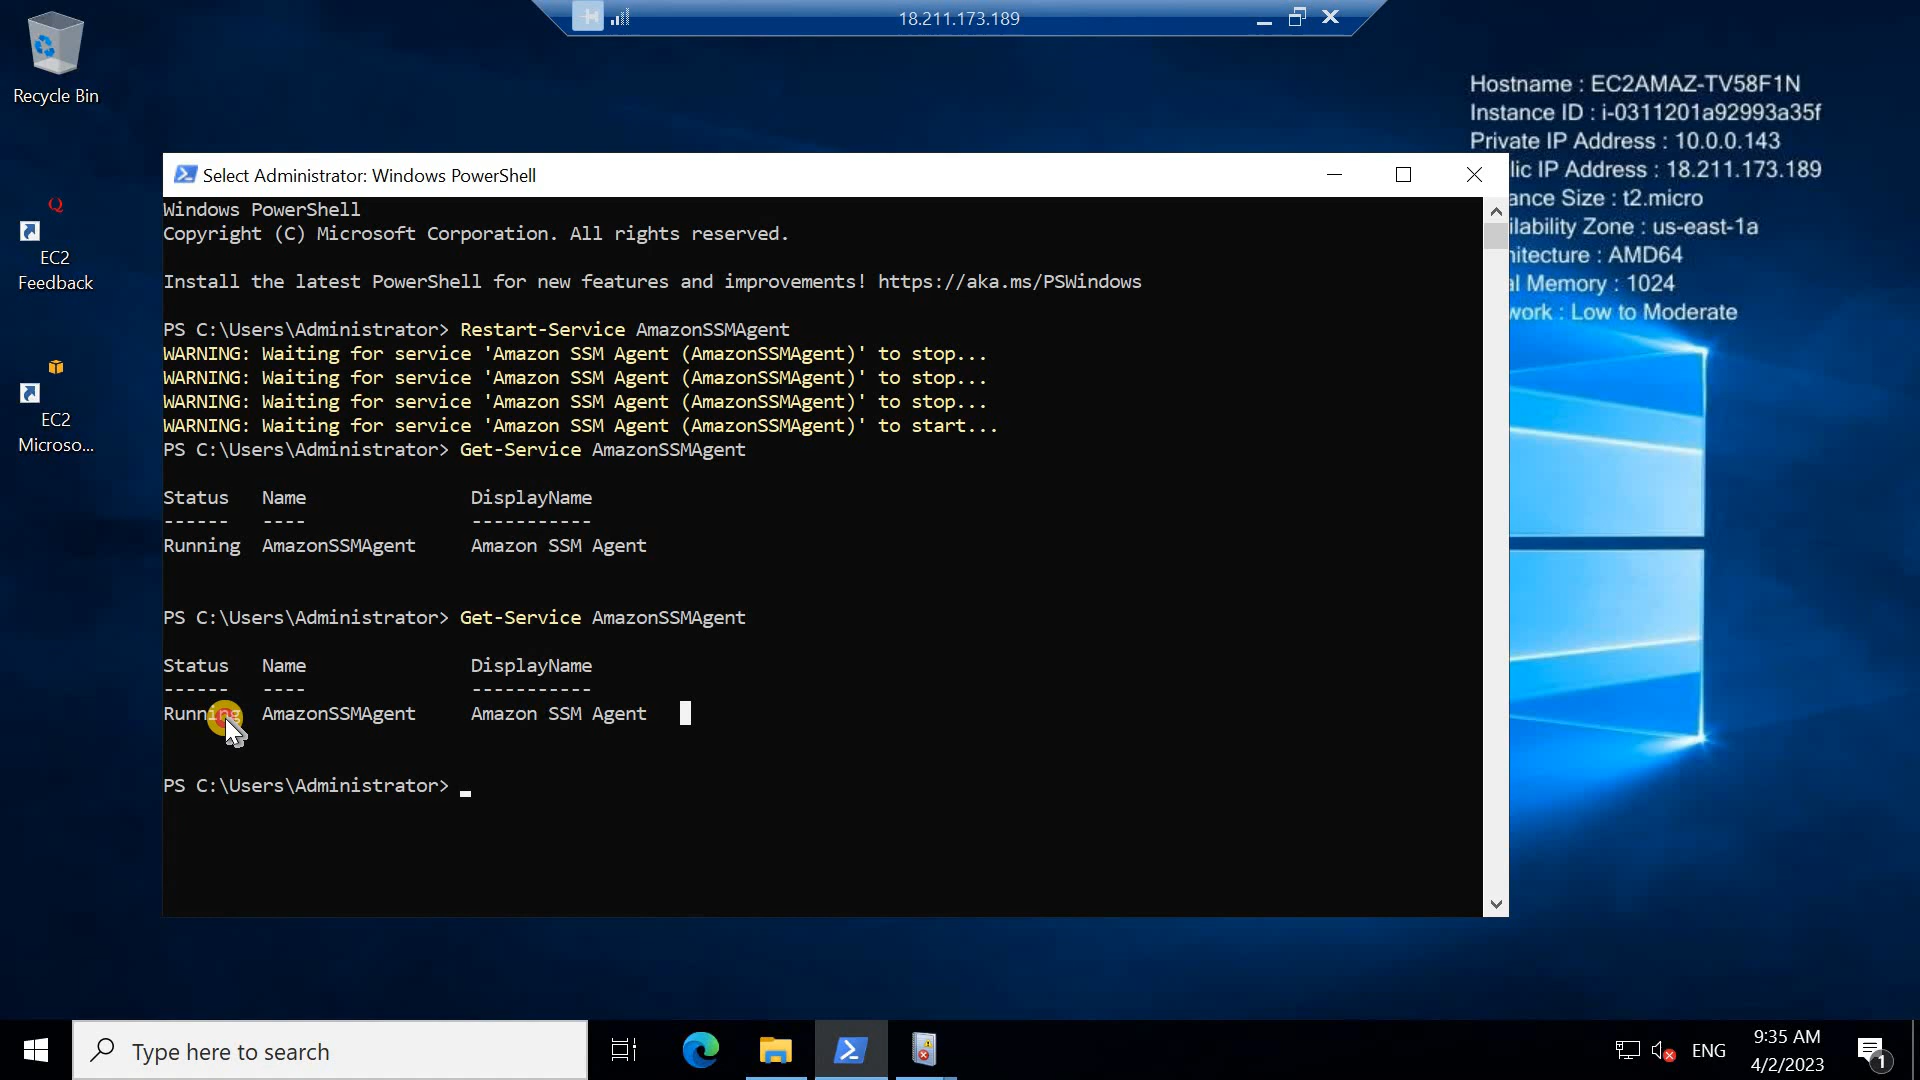 18.211.173.189
Recycle Bin
EC2
Feedback
EC2
Microso...
Hostname : EC2AMAZ-TV58F1N
Instance ID : i-0311201a92993a35f
Private IP Address : 10.0.0.143
lic IP Address : 18.211.173.189
ance Size : t2.micro
ilability Zone : us-east-1a
hitecture : AMD64
al Memory : 1024
work : Low to Moderate
Select Administrator: Windows PowerShell
Windows PowerShell
Copyright (C) Microsoft Corporation. All rights reserved.
Install the latest PowerShell for new features and improvements! https://aka.ms/PSWindows
PS C:\Users\Administrator> Restart-Service AmazonSSMAgent
WARNING: Waiting for service 'Amazon SSM Agent (AmazonSSMAgent)' to stop...
WARNING: Waiting for service 'Amazon SSM Agent (AmazonSSMAgent)' to stop...
WARNING: Waiting for service 'Amazon SSM Agent (AmazonSSMAgent)' to stop...
WARNING: Waiting for service 'Amazon SSM Agent (AmazonSSMAgent)' to start...
PS C:\Users\Administrator> Get-Service AmazonSSMAgent
Status   Name               DisplayName
------   ----               -----------
Running  AmazonSSMAgent     Amazon SSM Agent
PS C:\Users\Administrator> Get-Service AmazonSSMAgent
Status   Name               DisplayName
------   ----               -----------
Running  AmazonSSMAgent     Amazon SSM Agent
PS C:\Users\Administrator>
Type here to search
ENG
9:35 AM
4/2/2023
1